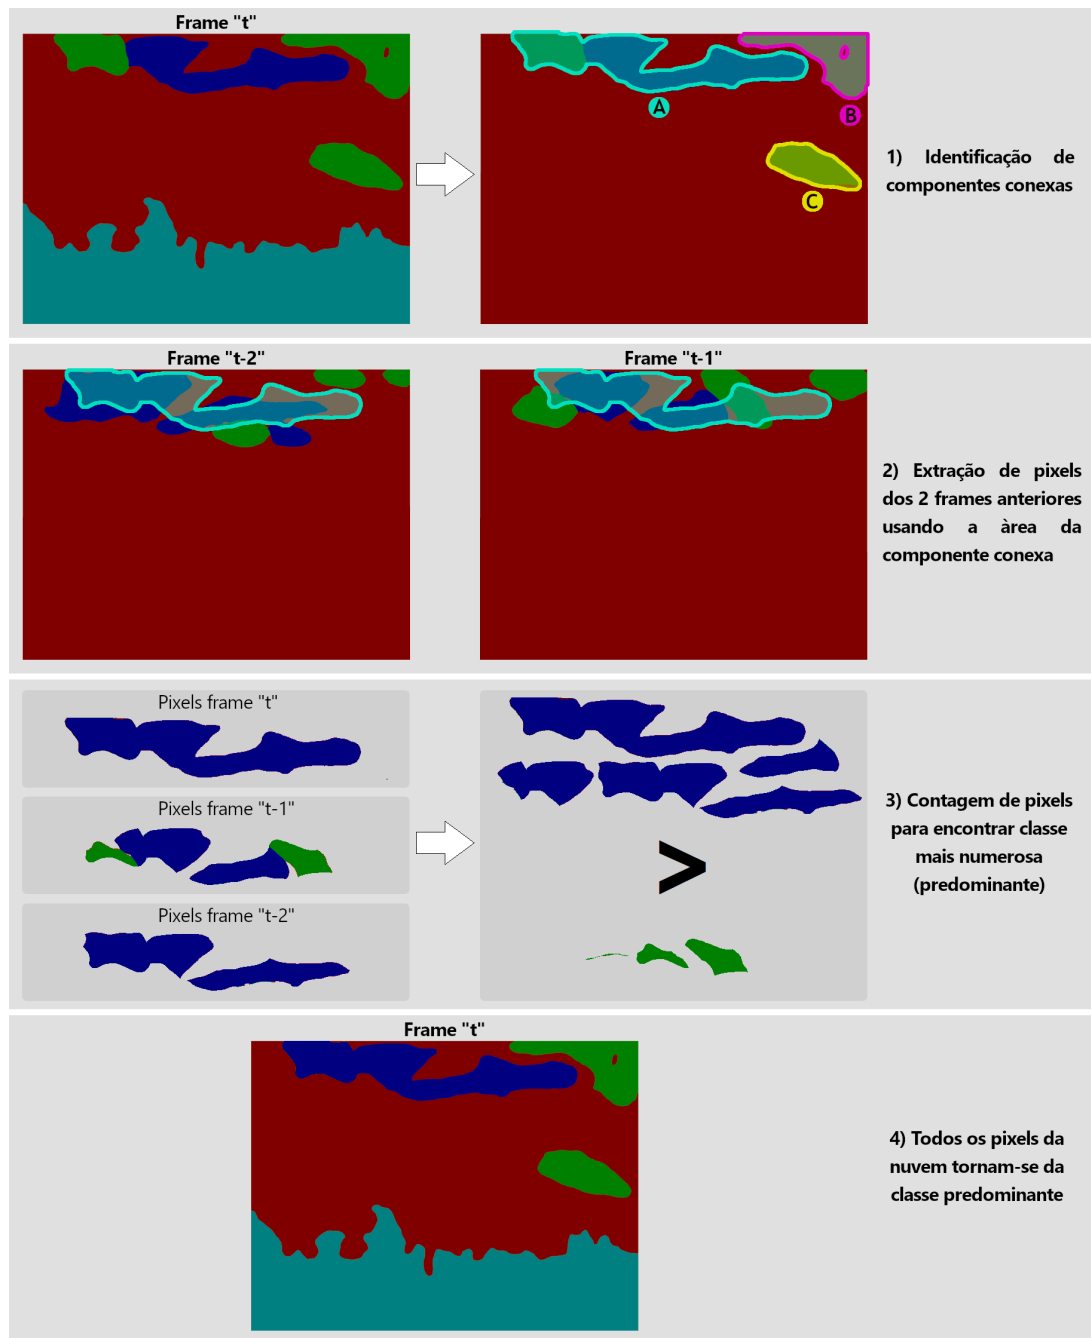 Frame "t"
A
B
C
1) Identificação de
componentes conexas
Frame "t-2"
Frame "t-1"
2) Extração de pixels
dos 2 frames anteriores
usando a àrea da
componente conexa
Pixels frame "t"
Pixels frame "t-1"
Pixels frame "t-2"
>
3) Contagem de pixels
para encontrar classe
mais numerosa
(predominante)
Frame "t"
4) Todos os pixels da
nuvem tornam-se da
classe predominante